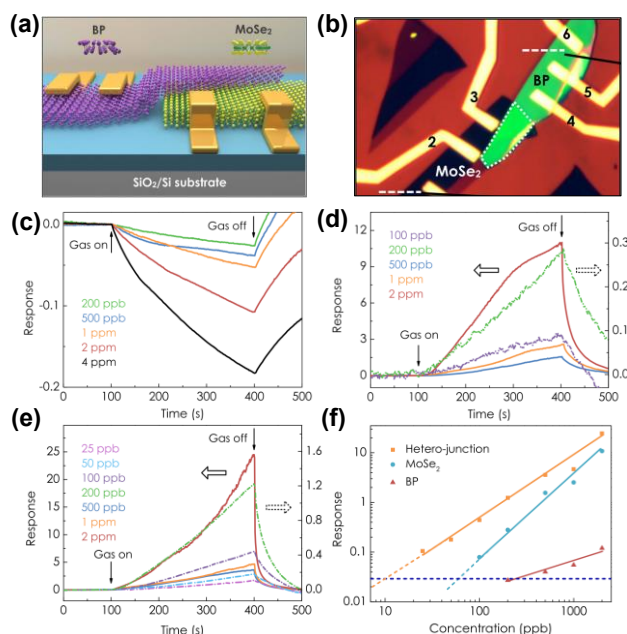 (a)
BP
MoSe₂
SiO₂/Si substrate
(b)
6
BP
5
3
4
2
MoSe₂
(c)
0.0
Gas off
Gas on
-0.1
200 ppb
500 ppb
1 ppm
2 ppm
4 ppm
-0.2
0 100 200 300 400 500
Time (s)
Response
(d)
Gas off
12
100 ppb
200 ppb
500 ppb
1 ppm
2 ppm
9
6
3
0
0.3
0.2
0.1
0.0
Gas on
0 100 200 300 400 500
Time (s)
Response
(e)
Gas off
25
20
15
10
5
0
25 ppb
50 ppb
100 ppb
200 ppb
500 ppb
1 ppm
2 ppm
1.6
1.2
0.8
0.4
0.0
Gas on
0 100 200 300 400 500
Time (s)
Response
(f)
Hetero-junction
MoSe₂
BP
10
1
0.1
0.01
10 100 1000
Concentration (ppb)
Response